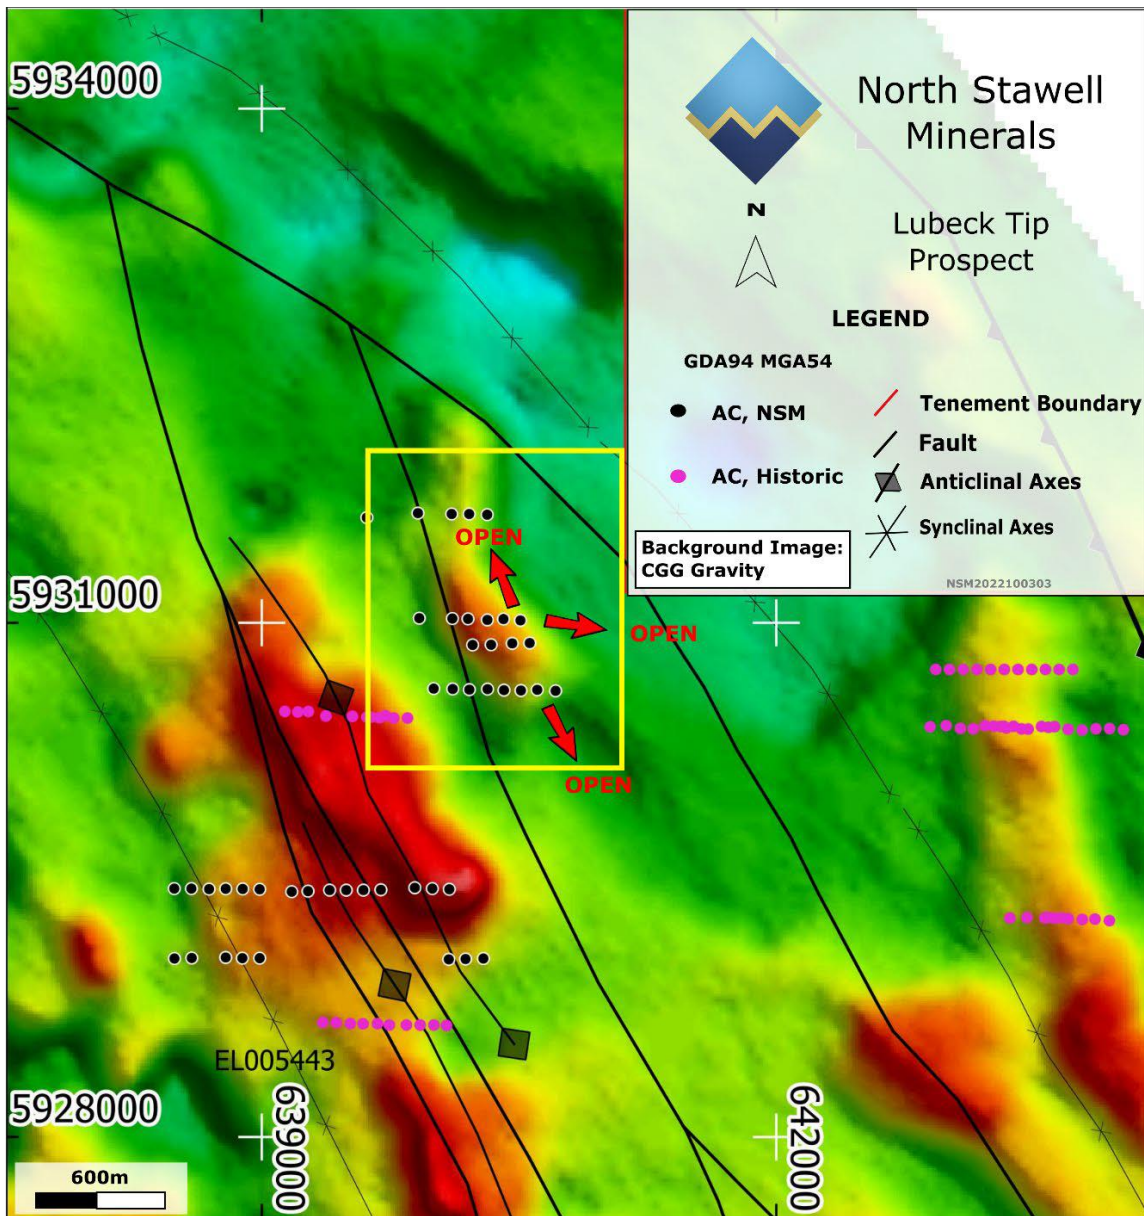 5934000
North Stawell
Minerals
N
Lubeck Tip
Prospect
LEGEND
GDA94 MGA54
AC, NSM
Tenement Boundary
Fault
AC, Historic
Anticlinal Axes
Synclinal Axes
Background Image:
CGG Gravity
NSM2022100303
OPEN
5931000
OPEN
OPEN
EL005443
5928000
639000
642000
600m